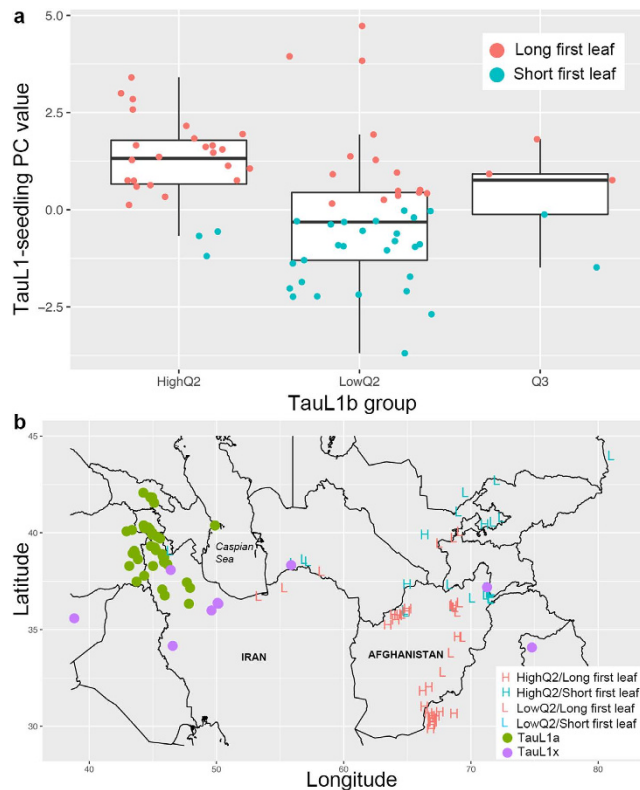 a
5.0
2.5
0.0
−2.5
TauL1-seedling PC value
Long first leaf
Short first leaf
HighQ2
LowQ2
Q3
TauL1b group
b
45
40
35
30
Latitude
Caspian
Sea
IRAN
AFGHANISTAN
H HighQ2/Long first leaf
H HighQ2/Short first leaf
L LowQ2/Long first leaf
L LowQ2/Short first leaf
TauL1a
TauL1x
40
50
60
70
80
Longitude